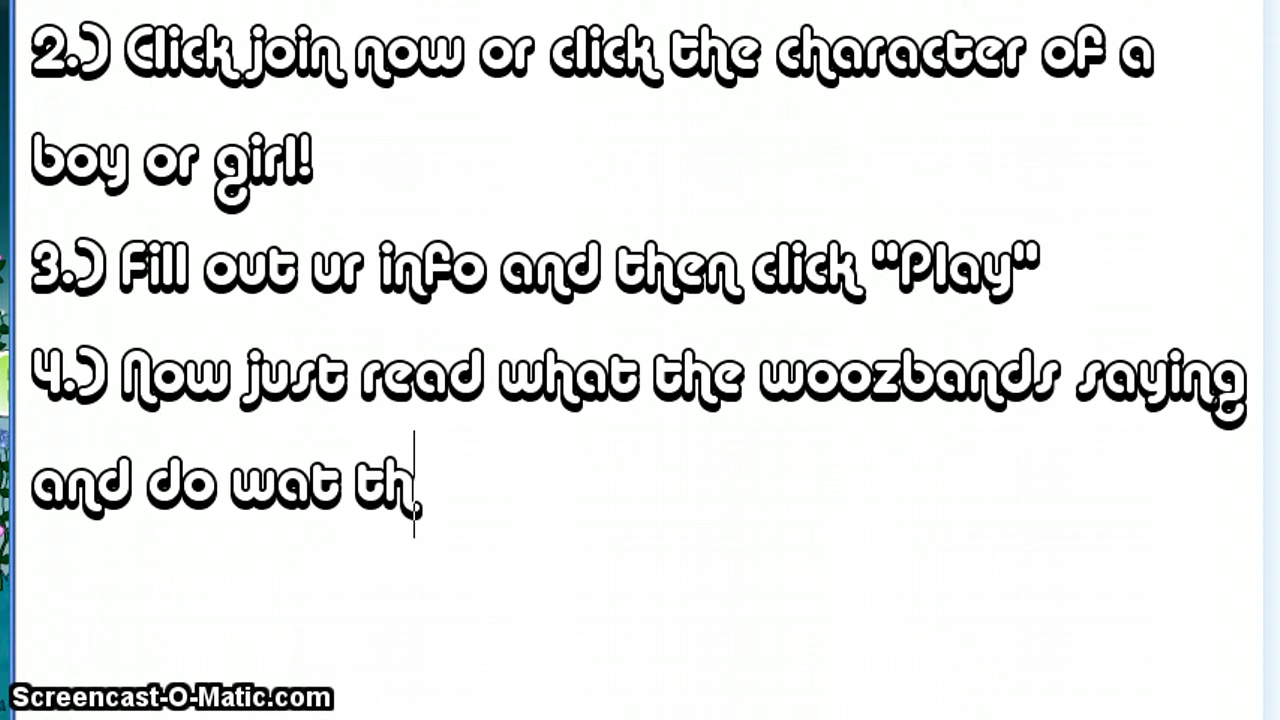 2.) Click join now or click the character of a
boy or girl!
3.) Fill out ur info and then click "Play"
4.) Now just read what the woozbands saying
and do wat th
Screencast-O-Matic.com